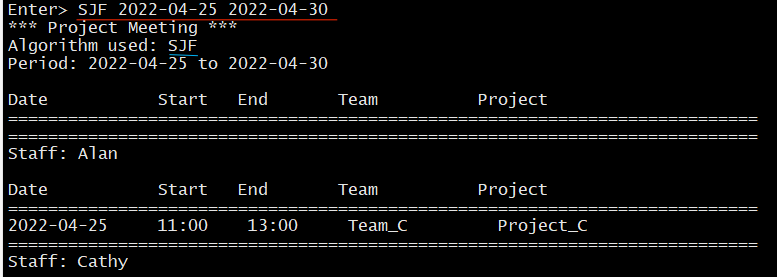 Enter> SJF 2022-04-25 2022-04-30
*** Project Meeting ***
Algorithm used: SJF
Period: 2022-04-25 to 2022-04-30
Date Start End Team Project
===========================================================================
===========================================================================
Staff: Alan
Date Start End Team Project
===========================================================================
2022-04-25 11:00 13:00 Team_C Project_C
===========================================================================
Staff: Cathy